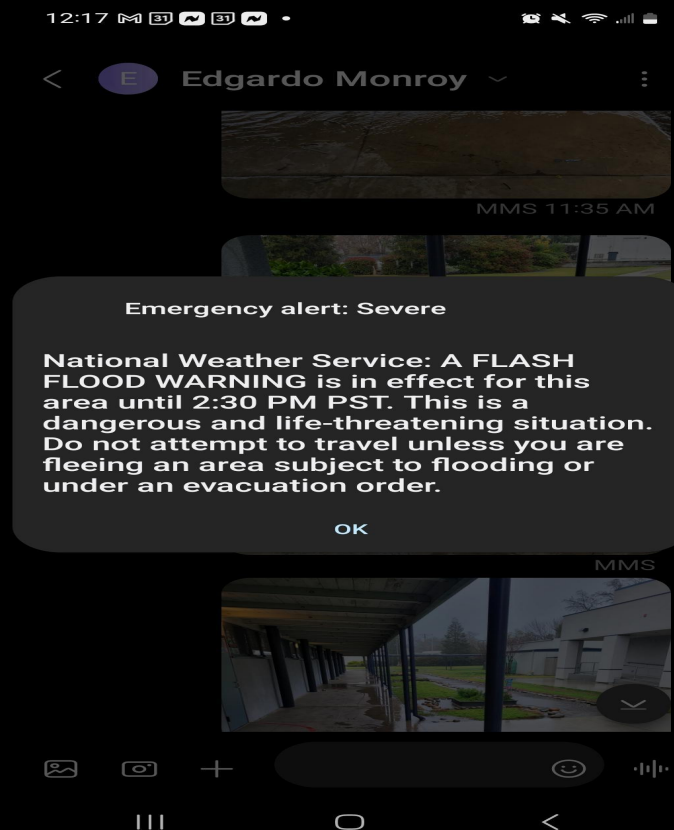 12:17 31 31
E Edgardo Monroy
MMS 11:35 AM
Emergency alert: Severe
National Weather Service: A FLASH
FLOOD WARNING is in effect for this
area until 2:30 PM PST. This is a
dangerous and life-threatening situation.
Do not attempt to travel unless you are
fleeing an area subject to flooding or
under an evacuation order.
OK
MMS